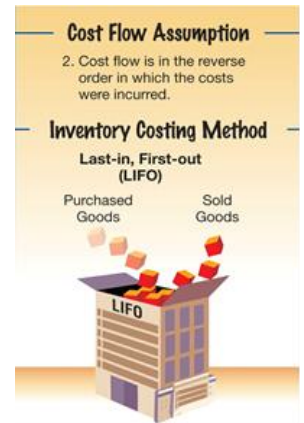 Cost Flow Assumption
2. Cost flow is in the reverse
order in which the costs
were incurred.
Inventory Costing Method
Last-in, First-out
(LIFO)
Purchased
Goods
Sold
Goods
LIFO